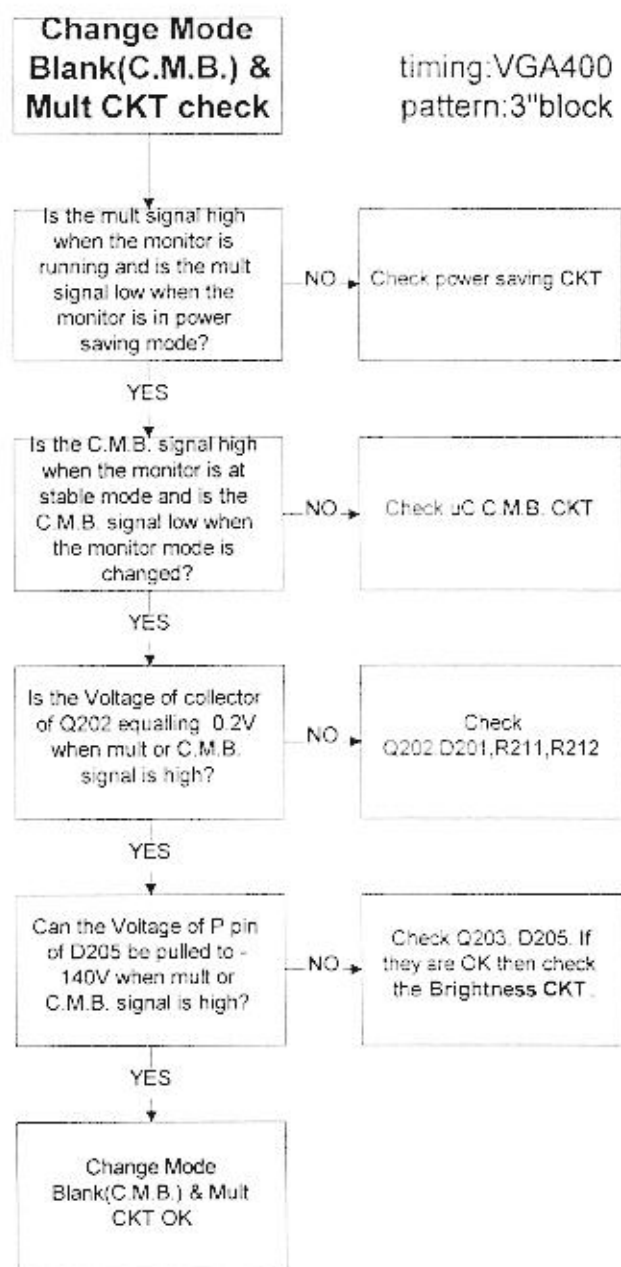 Change Mode
Blank(C.M.B.) &
Mult CKT check
timing:VGA400
pattern:3"block
Is the mult signal high
when the monitor is
running and is the mult
signal low when the
monitor is in power
saving mode?
NO
Check power saving CKT
YES
Is the C.M.B. signal high
when the monitor is at
stable mode and is the
C.M.B. signal low when
the monitor mode is
changed?
NO
Check uC C.M.B. CKT
YES
Is the Voltage of collector
of Q202 equalling 0.2V
when mult or C.M.B.
signal is high?
NO
Check
Q202.D201,R211,R212
YES
Can the Voltage of P pin
of D205 be pulled to -
140V when mult or
C.M.B. signal is high?
NO
Check Q203. D205. If
they are OK then check
the Brightness CKT.
YES
Change Mode
Blank(C.M.B.) & Mult
CKT OK